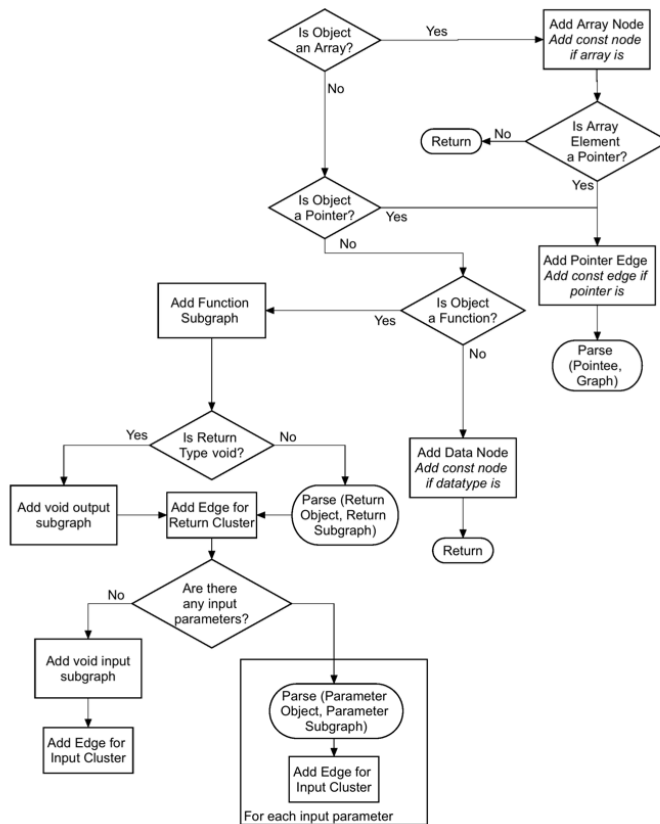 Is Object
an Array?
Yes
Add Array Node
Add const node
if array is
No
Is Array
Element
a Pointer?
No
Return
Yes
Is Object
a Pointer?
Yes
No
Add Pointer Edge
Add const edge if
pointer is
Parse
(Pointee,
Graph)
Is Object
a Function?
Yes
Add Function
Subgraph
No
Add Data Node
Add const node
if datatype is
Return
Is Return
Type void?
Yes
No
Add void output
subgraph
Add Edge for
Return Cluster
Parse (Return
Object, Return
Subgraph)
Are there
any input
parameters?
No
Add void input
subgraph
Add Edge for
Input Cluster
Parse (Parameter
Object, Parameter
Subgraph)
Add Edge for
Input Cluster
For each input parameter